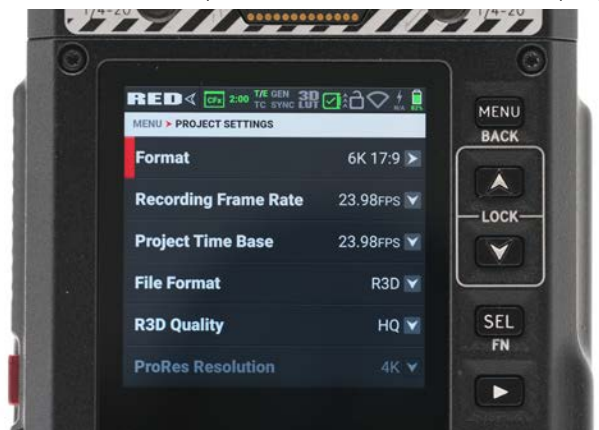 1/4-20 1/4-20
RED CFe 2:00 T/E TC GEN SYNC 3D LUT N/A 82%
MENU ➤ PROJECT SETTINGS
MENU
BACK
Format 6K 17:9
Recording Frame Rate 23.98FPS
LOCK
Project Time Base 23.98FPS
File Format R3D
R3D Quality HQ
SEL
FN
ProRes Resolution 4K